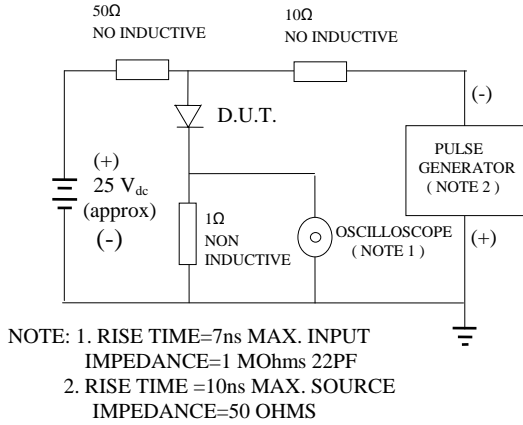 50Ω
NO INDUCTIVE
10Ω
NO INDUCTIVE
D.U.T.
(-)
PULSE
GENERATOR
( NOTE 2 )
(+)
(+)
25 Vdc
(approx)
(-)
1Ω
NON
INDUCTIVE
OSCILLOSCOPE
( NOTE 1 )
NOTE: 1. RISE TIME=7ns MAX. INPUT
IMPEDANCE=1 MOhms 22PF
2. RISE TIME =10ns MAX. SOURCE
IMPEDANCE=50 OHMS